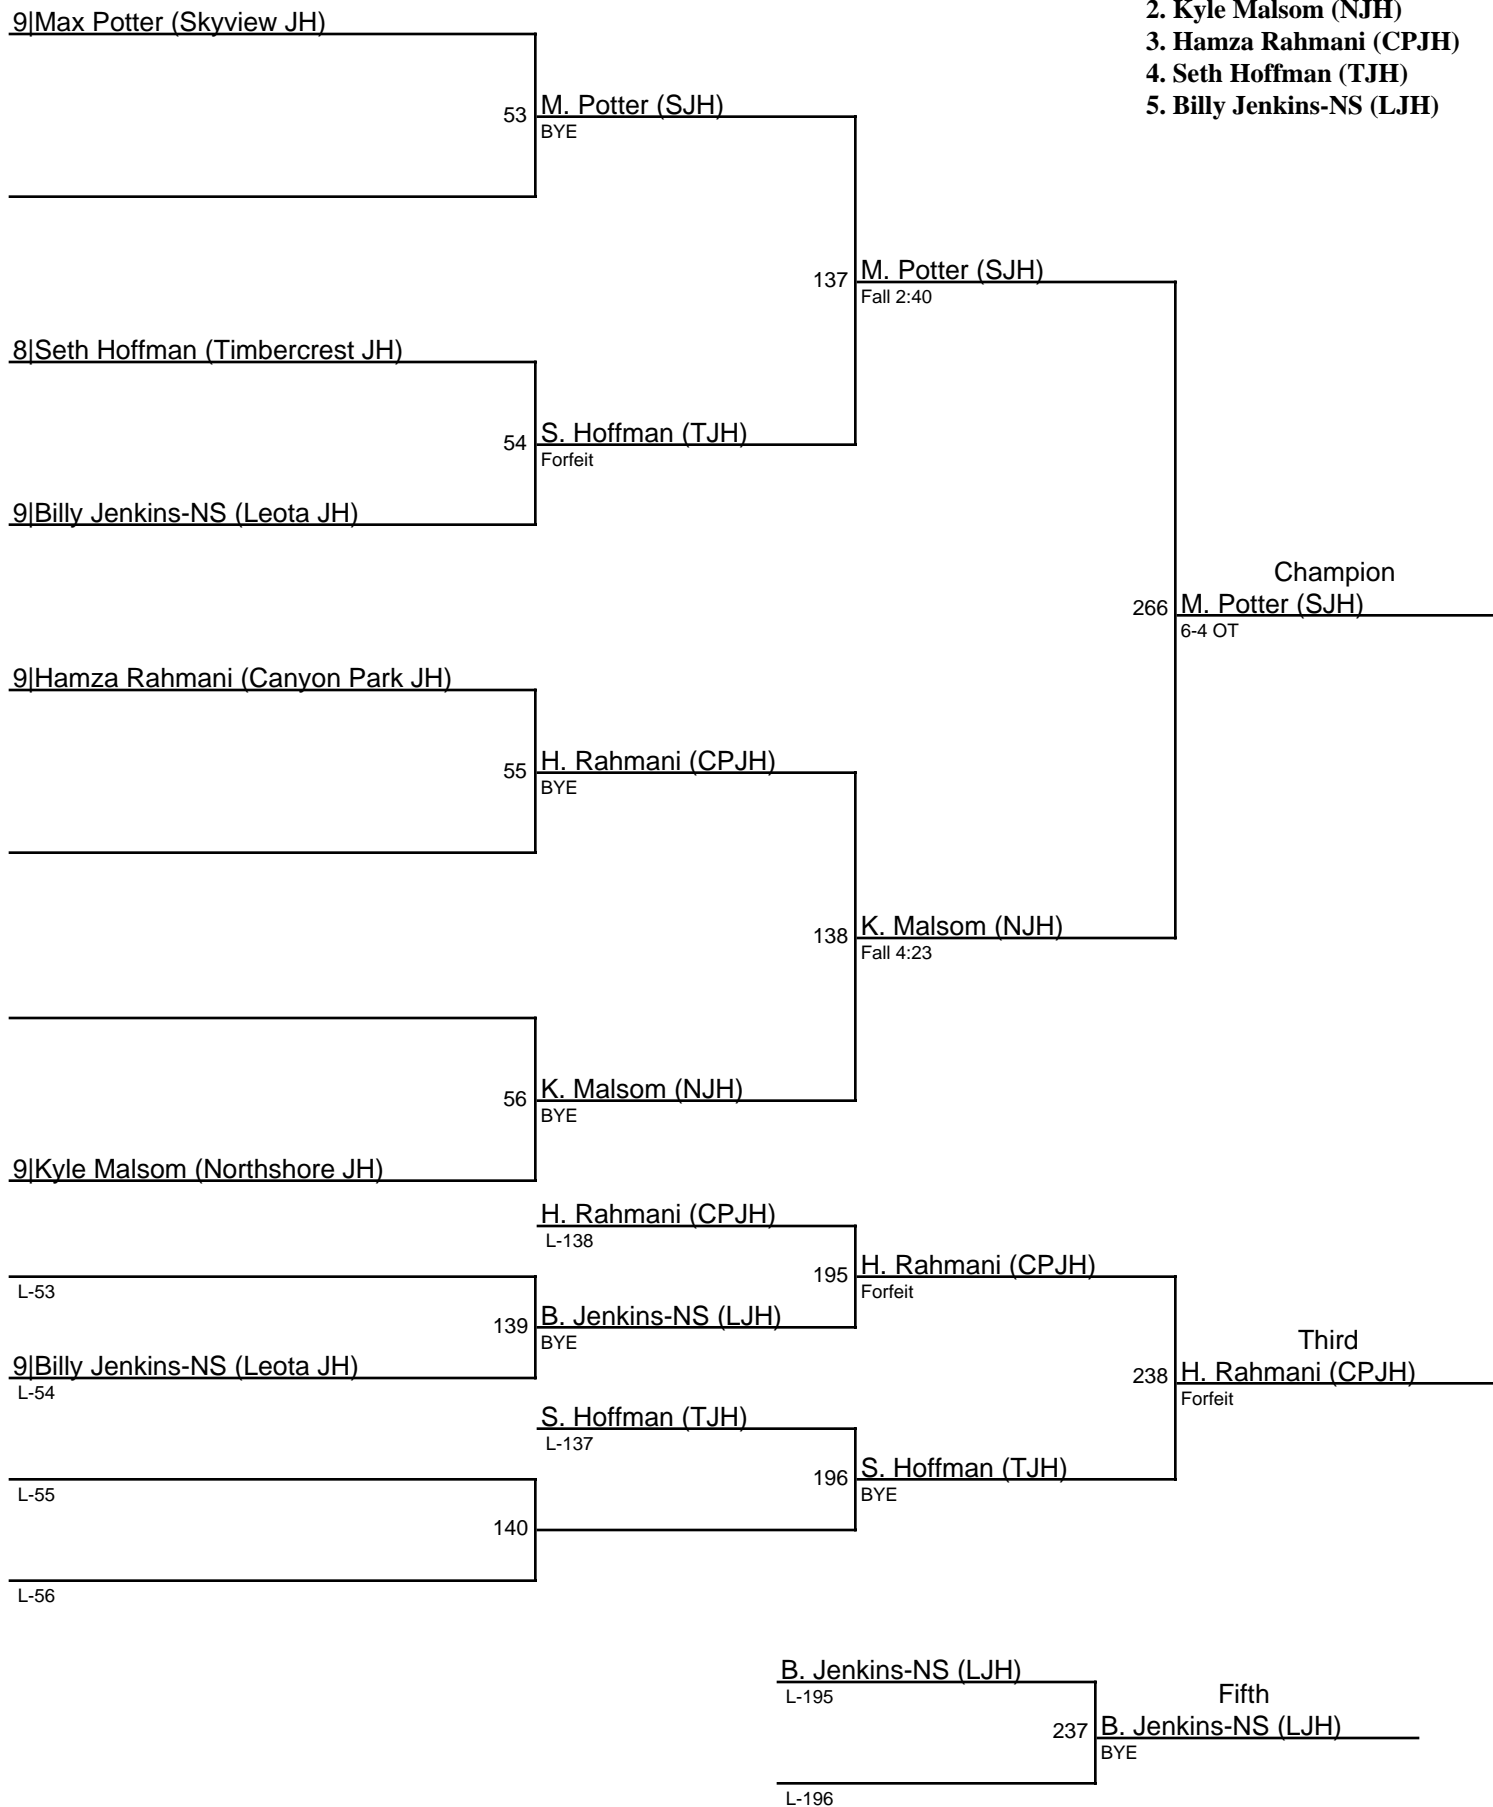 9|Max Potter (Skyview JH)
2. Kyle Malsom (NJH)
3. Hamza Rahmani (CPJH)
4. Seth Hoffman (TJH)
5. Billy Jenkins-NS (LJH)
53 M. Potter (SJH)
BYE
137 M. Potter (SJH)
Fall 2:40
8|Seth Hoffman (Timbercrest JH)
54 S. Hoffman (TJH)
Forfeit
9|Billy Jenkins-NS (Leota JH)
Champion
266 M. Potter (SJH)
6-4 OT
9|Hamza Rahmani (Canyon Park JH)
55 H. Rahmani (CPJH)
BYE
138 K. Malsom (NJH)
Fall 4:23
56 K. Malsom (NJH)
BYE
9|Kyle Malsom (Northshore JH)
H. Rahmani (CPJH)
L-138
195 H. Rahmani (CPJH)
Forfeit
L-53
139 B. Jenkins-NS (LJH)
BYE
9|Billy Jenkins-NS (Leota JH)
L-54
Third
238 H. Rahmani (CPJH)
Forfeit
S. Hoffman (TJH)
L-137
196 S. Hoffman (TJH)
BYE
L-55
140
L-56
B. Jenkins-NS (LJH)
L-195
Fifth
237 B. Jenkins-NS (LJH)
BYE
L-196